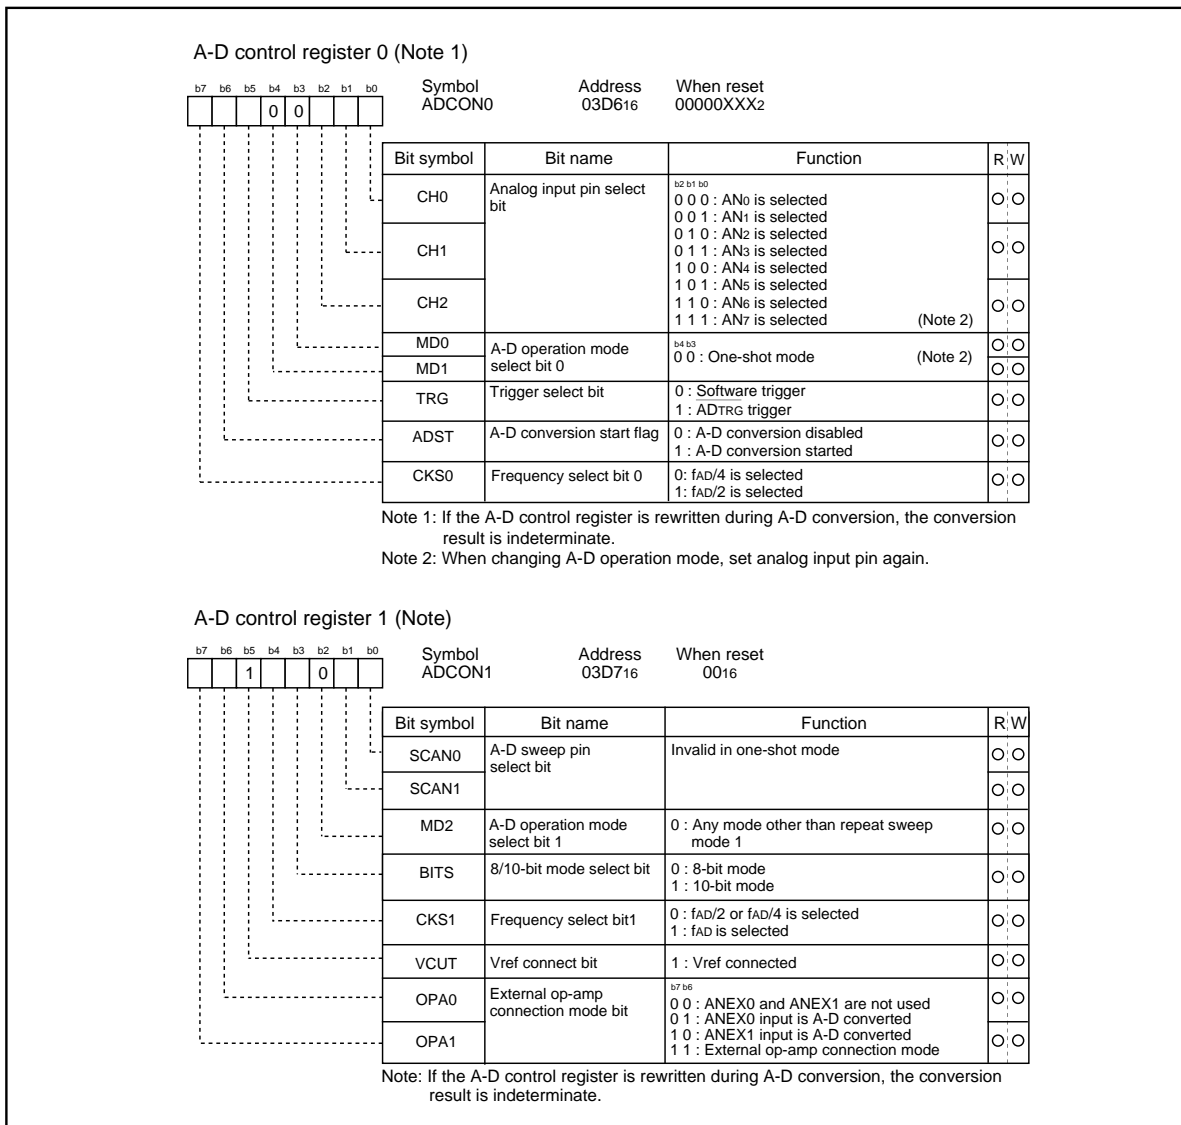 A-D control register 0 (Note 1)
b7 b6 b5 b4 b3 b2 b1 b0
0 0
Symbol Address When reset
ADCON0 03D616 00000XXX2
Bit symbol Bit name Function R W
CH0 Analog input pin select bit
b2 b1 b0
0 0 0 : AN0 is selected
0 0 1 : AN1 is selected
0 1 0 : AN2 is selected
CH1
0 1 1 : AN3 is selected
1 0 0 : AN4 is selected
1 0 1 : AN5 is selected
CH2
1 1 0 : AN6 is selected
1 1 1 : AN7 is selected (Note 2)
MD0
A-D operation mode
select bit 0
b4 b3
0 0 : One-shot mode (Note 2)
MD1
TRG Trigger select bit 0 : Software trigger
1 : ADTRG trigger
ADST A-D conversion start flag 0 : A-D conversion disabled
1 : A-D conversion started
CKS0 Frequency select bit 0 0: fAD/4 is selected
1: fAD/2 is selected
Note 1: If the A-D control register is rewritten during A-D conversion, the conversion
result is indeterminate.
Note 2: When changing A-D operation mode, set analog input pin again.
A-D control register 1 (Note)
b7 b6 b5 b4 b3 b2 b1 b0
1 0
Symbol Address When reset
ADCON1 03D716 0016
Bit symbol Bit name Function R W
SCAN0 A-D sweep pin
select bit
Invalid in one-shot mode
SCAN1
MD2 A-D operation mode
select bit 1
0 : Any mode other than repeat sweep
mode 1
BITS 8/10-bit mode select bit 0 : 8-bit mode
1 : 10-bit mode
CKS1 Frequency select bit1 0 : fAD/2 or fAD/4 is selected
1 : fAD is selected
VCUT Vref connect bit 1 : Vref connected
OPA0 External op-amp
connection mode bit
b7 b6
0 0 : ANEX0 and ANEX1 are not used
0 1 : ANEX0 input is A-D converted
OPA1
1 0 : ANEX1 input is A-D converted
1 1 : External op-amp connection mode
Note: If the A-D control register is rewritten during A-D conversion, the conversion
result is indeterminate.